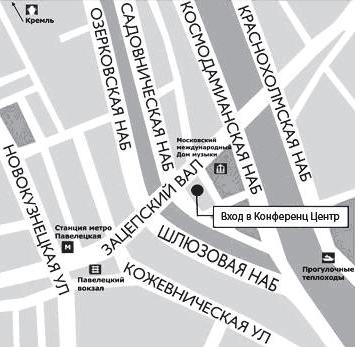 Кремль
ОЗЕРКОВСКАЯ НАБ
САДОВНИЧЕСКАЯ НАБ
КОСМОДАМИАНСКАЯ НАБ
КРАСНОХОЛМСКАЯ НАБ
Московский
международный
Дом музыки
НОВОКУЗНЕЦКАЯ УЛ
ЗАЦЕПСКИЙ ВАЛ
Вход в Конференц Центр
Станция метро
Павелецкая
М
ШЛЮЗОВАЯ НАБ
Павелецкий
вокзал
КОЖЕВНИЧЕСКАЯ УЛ
Прогулочные
теплоходы